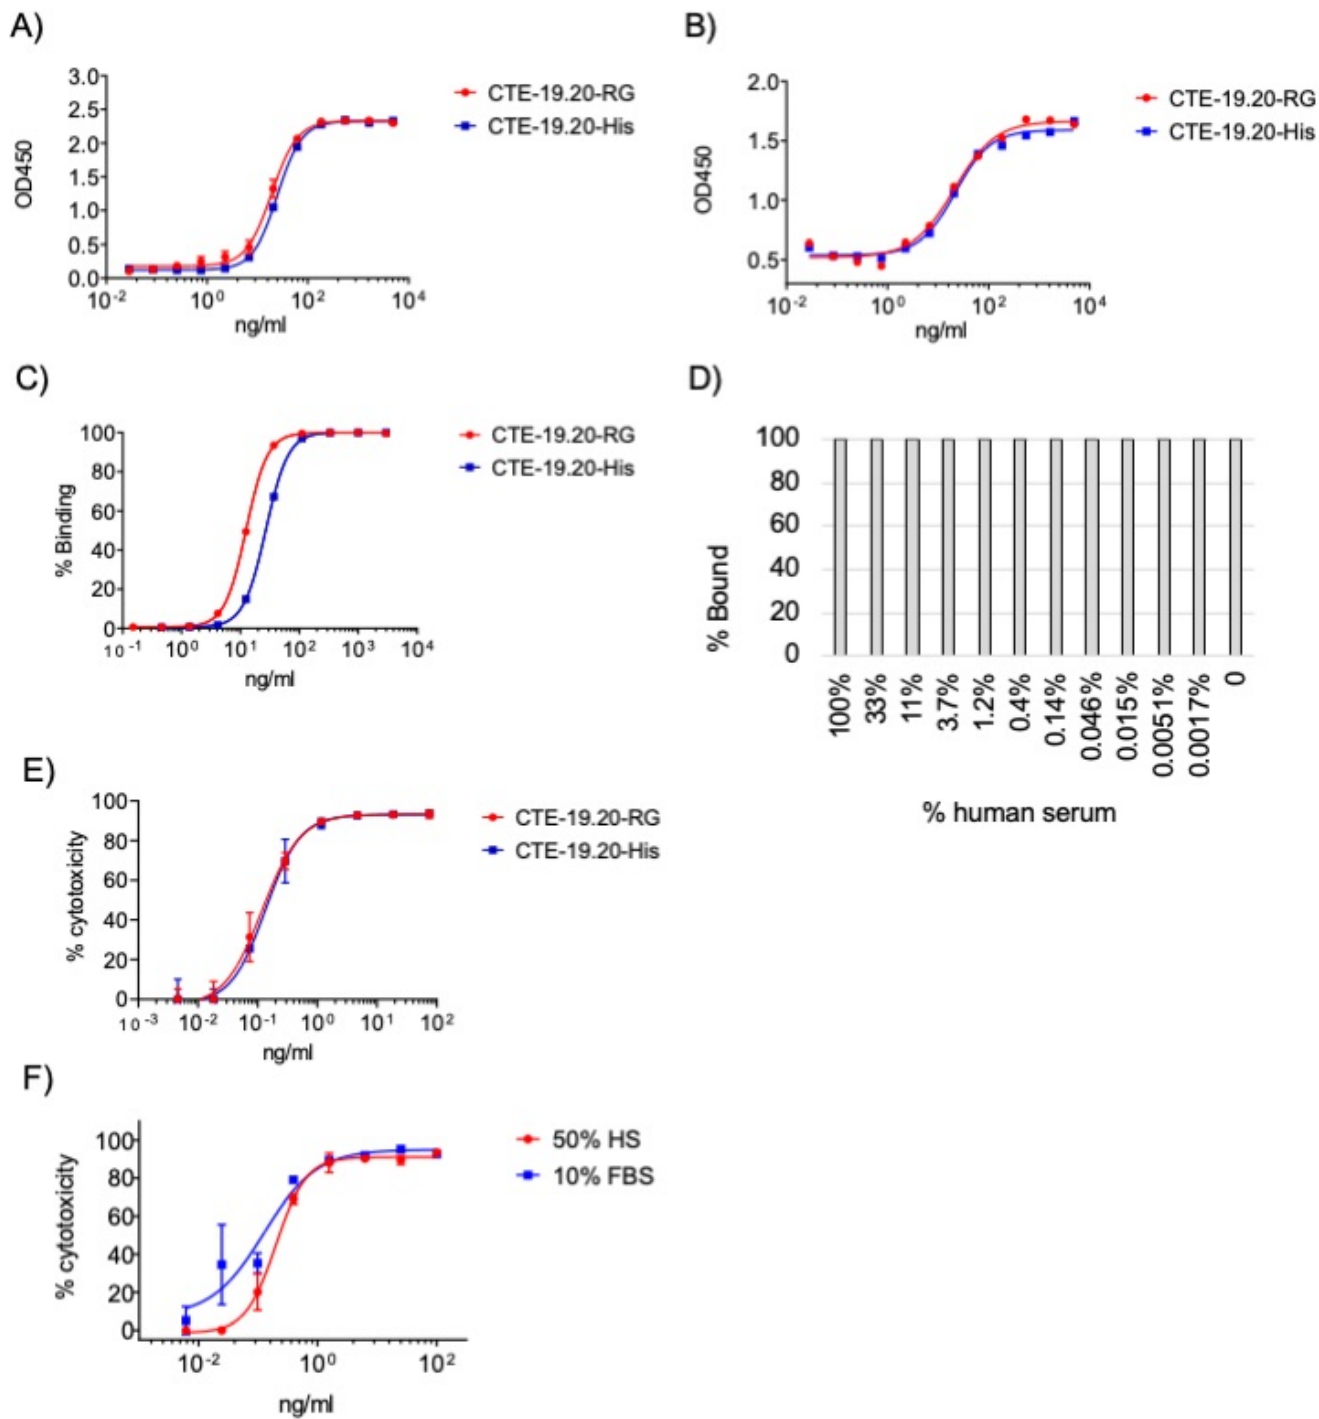 A)
3.0
2.5
2.0
1.5
1.0
0.5
0.0
OD450
10⁻² 10⁰ 10² 10⁴
ng/ml
CTE-19.20-RG
CTE-19.20-His
B)
2.0
1.5
1.0
0.5
OD450
10⁻² 10⁰ 10² 10⁴
ng/ml
CTE-19.20-RG
CTE-19.20-His
C)
100
80
60
40
20
0
% Binding
10⁻¹ 10⁰ 10¹ 10² 10³ 10⁴
ng/ml
CTE-19.20-RG
CTE-19.20-His
D)
100
80
60
40
20
0
% Bound
100% 33% 11% 3.7% 1.2% 0.4% 0.14% 0.046% 0.015% 0.0051% 0.0017% 0
% human serum
E)
100
80
60
40
20
0
% cytotoxicity
10⁻³ 10⁻² 10⁻¹ 10⁰ 10¹ 10²
ng/ml
CTE-19.20-RG
CTE-19.20-His
F)
100
80
60
40
20
0
% cytotoxicity
10⁻² 10⁰ 10²
ng/ml
50% HS
10% FBS